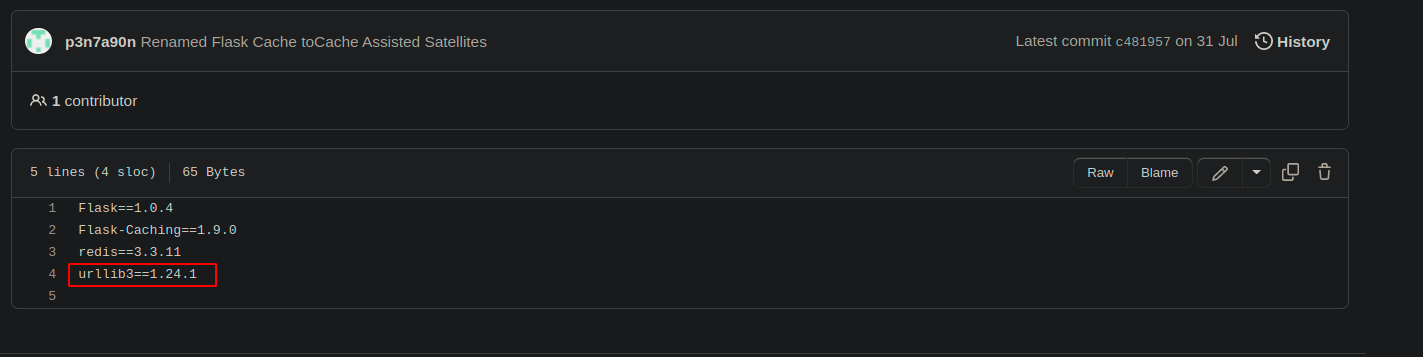 p3n7a90n Renamed Flask Cache toCache Assisted Satellites Latest commit c481957 on 31 Jul History
1 contributor
5 lines (4 sloc) 65 Bytes Raw Blame
1 Flask==1.0.4
2 Flask-Caching==1.9.0
3 redis==3.3.11
4 urllib3==1.24.1
5